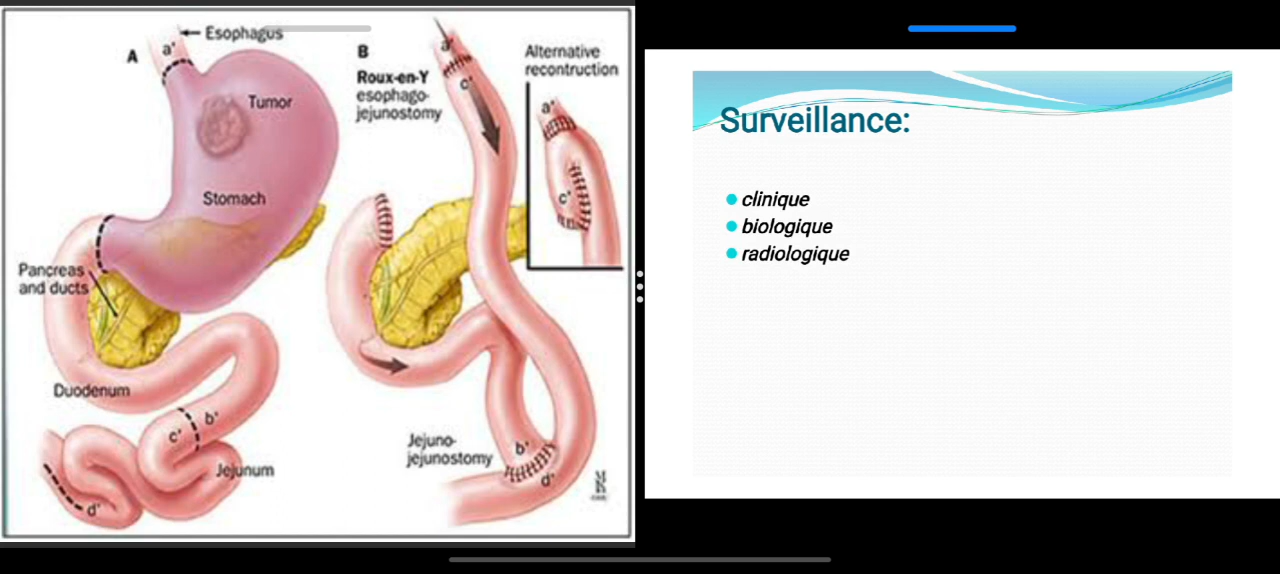 Esophagus
A
a'
Tumor
Stomach
Pancreas
and ducts
Duodenum
b'
c'
Jejunum
d'
B
Roux-en-Y
esophago-
jejunostomy
a'
c'
Alternative
recontruction
a'
c'
Jejuno-
jejunostomy
b'
d'
Surveillance:
clinique
biologique
radiologique